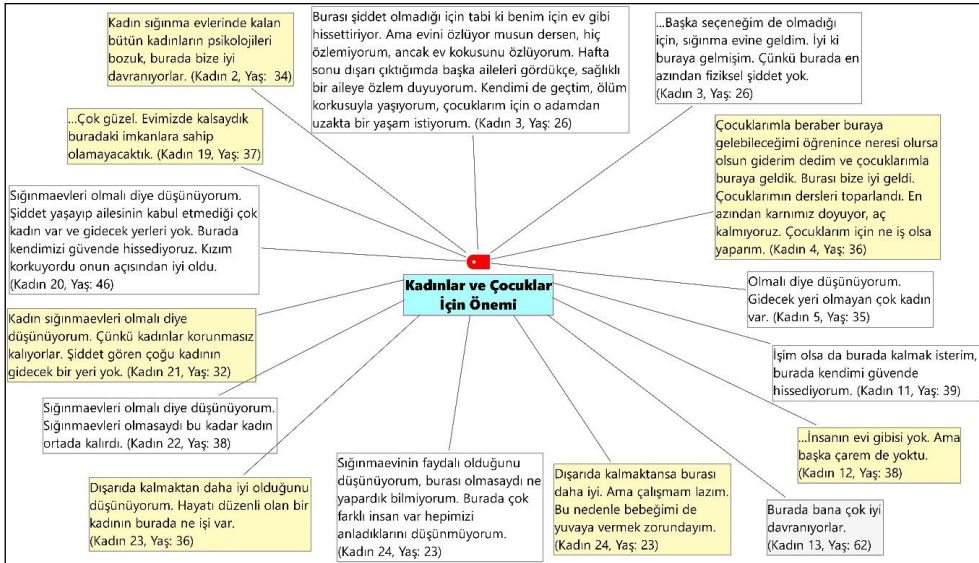 Kadın sığınma evlerinde kalan
bütün kadınların psikolojileri
bozuk, burada bize iyi
davranıyorlar. (Kadın 2, Yaş: 34)
Burası şiddet olmadığı için tabi ki benim için ev gibi
hissettiriyor. Ama evini özlüyor musun dersen, hiç
özlemiyorum, ancak ev kokusunu özlüyorum. Hafta
sonu dışarı çıktığımda başka aileleri gördükçe, sağlıklı
bir aileye özlem duyuyorum. Kendimi de geçtim, ölüm
korkusuyla yaşıyorum, çocuklarım için o adamdan
uzakta bir yaşam istiyorum. (Kadın 3, Yaş: 26)
...Başka seçeneğim de olmadığı
için, sığınma evine geldim. İyi ki
buraya gelmişim. Çünkü burada en
azından fiziksel şiddet yok.
(Kadın 3, Yaş: 26)
...Çok güzel. Evimizde kalsaydık
buradaki imkanlara sahip
olamayacaktık. (Kadın 19, Yaş: 37)
Çocuklarımla beraber buraya
gelebileceğimi öğrenince neresi olursa
olsun giderim dedim ve çocuklarımla
buraya geldik. Burası bize iyi geldi.
Çocuklarımın dersleri toparlandı. En
azından karnımız doyuyor, aç
kalmıyoruz. Çocuklarım için ne iş olsa
yaparım. (Kadın 4, Yaş: 36)
Sığınmaevleri olmalı diye düşünüyorum.
Şiddet yaşayıp ailesinin kabul etmediği çok
kadın var ve gidecek yerleri yok. Burada
kendimizi güvende hissediyoruz. Kızım
korkuyordu onun açısından iyi oldu.
(Kadın 20, Yaş: 46)
Kadınlar ve Çocuklar
İçin Önemi
Olmalı diye düşünüyorum.
Gidecek yeri olmayan çok kadın
var. (Kadın 5, Yaş: 35)
Kadın sığınmaevleri olmalı diye
düşünüyorum. Çünkü kadınlar korunmasız
kalıyorlar. Şiddet gören çoğu kadının
gidecek bir yeri yok. (Kadın 21, Yaş: 32)
İşim olsa da burada kalmak isterim,
burada kendimi güvende
hissediyorum. (Kadın 11, Yaş: 39)
Sığınmaevleri olmalı diye düşünüyorum.
Sığınmaevleri olmasaydı bu kadar kadın
ortada kalırdı. (Kadın 22, Yaş: 38)
...İnsanın evi gibisi yok. Ama
başka çarem de yoktu.
(Kadın 12, Yaş: 38)
Dışarıda kalmaktan daha iyi olduğunu
düşünüyorum. Hayatı düzenli olan bir
kadının burada ne işi var.
(Kadın 23, Yaş: 36)
Sığınmaevinin faydalı olduğunu
düşünüyorum, burası olmasaydı ne
yapardık bilmiyorum. Burada çok
farklı insan var hepimizi
anladıklarını düşünmüyorum.
(Kadın 24, Yaş: 23)
Dışarıda kalmaktansa burası
daha iyi. Ama çalışmam lazım.
Bu nedenle bebeğimi de
yuvaya vermek zorundayım.
(Kadın 24, Yaş: 23)
Burada bana çok iyi
davranıyorlar.
(Kadın 13, Yaş: 62)